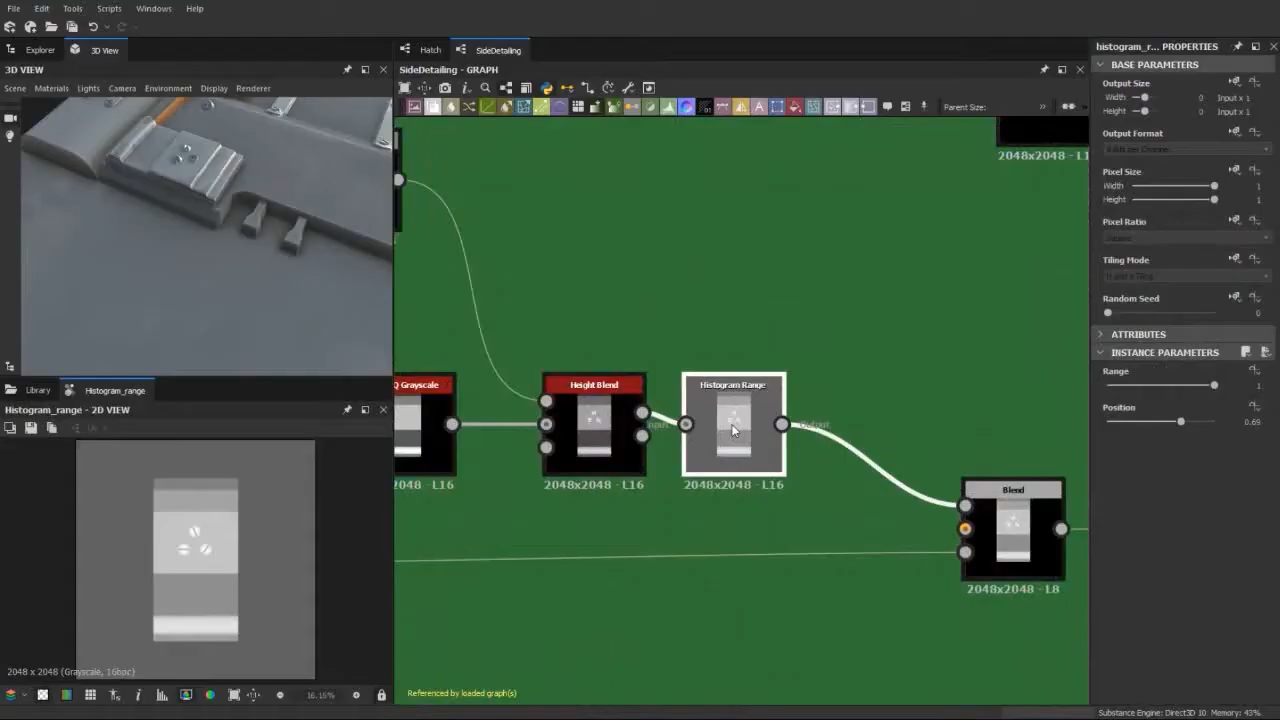 File Edit Tools Scripts Windows Help
Explorer 3D View
3D VIEW
Scene Materials Lights Camera Environment Display Renderer
Hatch SideDetailing
SideDetailing - GRAPH
Parent Size:
2048x2048 - L1
Q Grayscale
2048 - L16
Height Blend
2048x2048 - L16
Input
Histogram Range
2048x2048 - L16
Output
Blend
2048x2048 - L8
Referenced by loaded graph(s)
Library Histogram_range
Histogram_range - 2D VIEW
2048 x 2048 (Grayscale, 16bpc)
16.15%
histogram_r... PROPERTIES
BASE PARAMETERS
Output Size
Width 0 Input x 1
Height 0 Input x 1
Output Format
Pixel Size
Width 1
Height 1
Pixel Ratio
Tiling Mode
Random Seed
0
ATTRIBUTES
INSTANCE PARAMETERS
Range
1
Position
0.69
Substance Engine: Direct3D 10 Memory: 43%